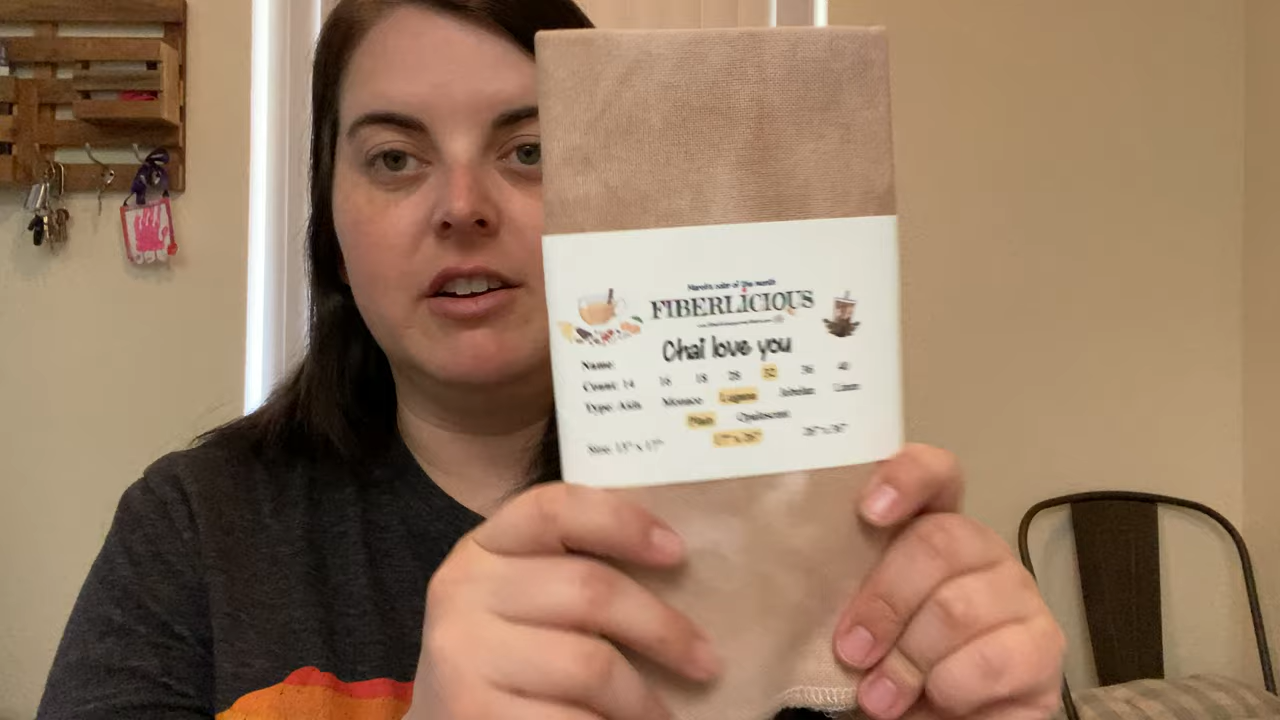 March's color of the month
FIBERLICIOUS
Name: Chai love you
Count: 14 16 18 28 32 36 40
Type: Aida Monaco Lugana Jobelan Linen
Plain Opalescent
Size: 15" x 17" 17" x 26" 26" x 36"